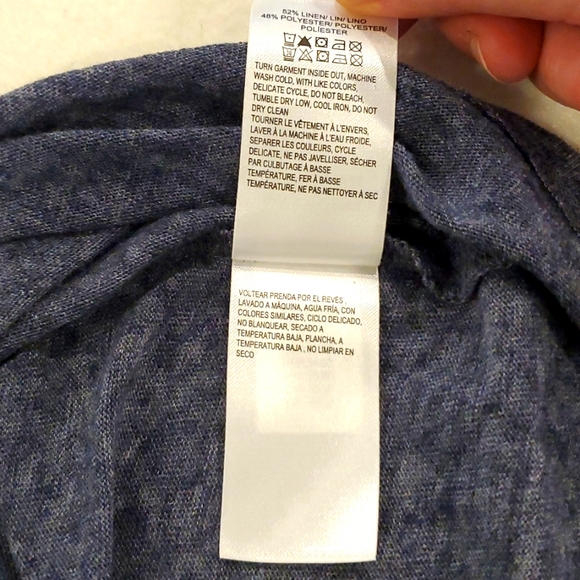 52% LINEN/ LIN/ LINO
48% POLYESTER/ POLYESTER/
POLIÉSTER
TURN GARMENT INSIDE OUT, MACHINE
WASH COLD, WITH LIKE COLORS,
DELICATE CYCLE, DO NOT BLEACH,
TUMBLE DRY LOW, COOL IRON, DO NOT
DRY CLEAN
TOURNER LE VÊTEMENT À L'ENVERS,
LAVER À LA MACHINE À L'EAU FROIDE,
SEPARER LES COULEURS, CYCLE
DELICATE, NE PAS JAVELLISER, SÉCHER
PAR CULBUTAGE À BASSE
TEMPÉRATURE, FER À BASSE
TEMPÉRATURE, NE PAS NETTOYER À SEC
VOLTEAR PRENDA POR EL REVÉS ,
LAVADO A MÁQUINA, AGUA FRÍA, CON
COLORES SIMILARES, CICLO DELICADO,
NO BLANQUEAR, SECADO A
TEMPERATURA BAJA, PLANCHA, A
TEMPERATURA BAJA , NO LIMPIAR EN
SECO